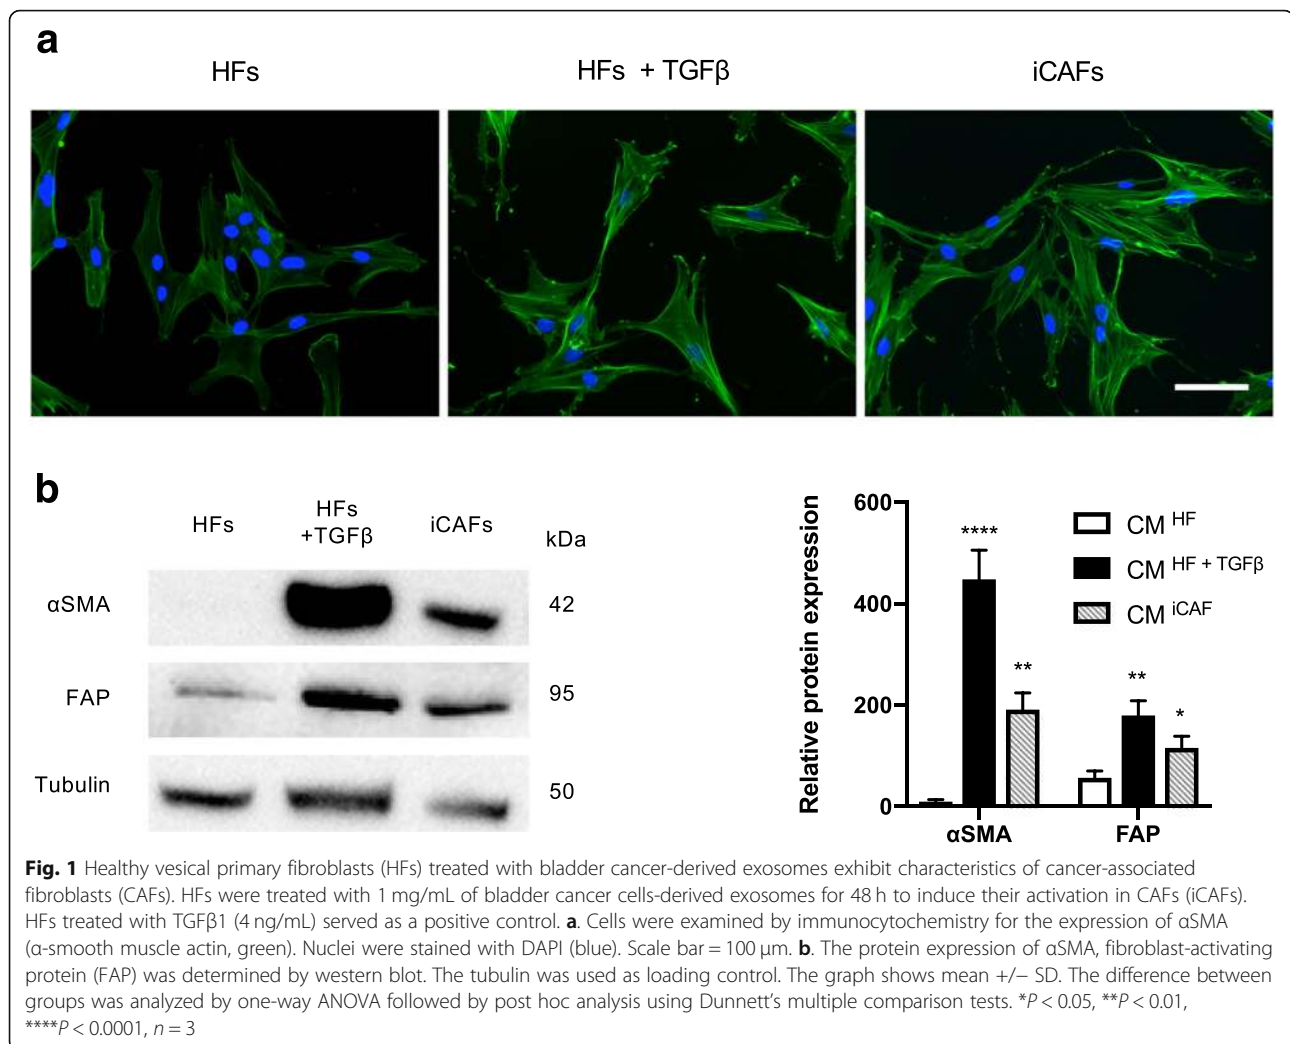 a
HFs
HFs + TGFβ
iCAFs
b
HFs
HFs
+TGFβ
iCAFs
kDa
αSMA
42
FAP
95
Tubulin
50
Relative protein expression
600
400
200
0
****
**
**
*
αSMA
FAP
CM HF
CM HF + TGFβ
CM iCAF
Fig. 1 Healthy vesical primary fibroblasts (HFs) treated with bladder cancer-derived exosomes exhibit characteristics of cancer-associated
fibroblasts (CAFs). HFs were treated with 1 mg/mL of bladder cancer cells-derived exosomes for 48 h to induce their activation in CAFs (iCAFs).
HFs treated with TGFβ1 (4 ng/mL) served as a positive control. a. Cells were examined by immunocytochemistry for the expression of αSMA
(α-smooth muscle actin, green). Nuclei were stained with DAPI (blue). Scale bar = 100 μm. b. The protein expression of αSMA, fibroblast-activating
protein (FAP) was determined by western blot. The tubulin was used as loading control. The graph shows mean +/− SD. The difference between
groups was analyzed by one-way ANOVA followed by post hoc analysis using Dunnett's multiple comparison tests. *P < 0.05, **P < 0.01,
****P < 0.0001, n = 3